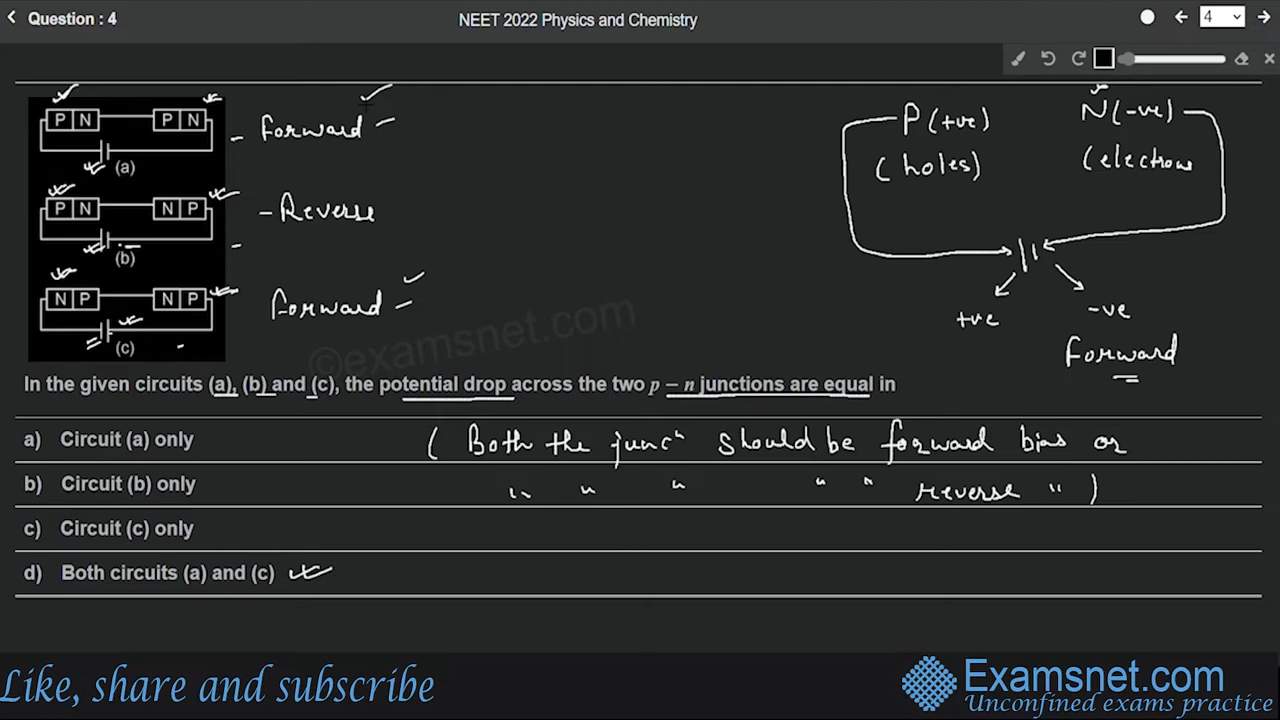 Question : 4
NEET 2022 Physics and Chemistry
4
P N P N
(a)
- forward =
P (+ve) N (-ve)
(holes) (electrons
P N N P
(b)
- Reverse
N P N P
(c)
forward =
+ve -ve
forward
©examsnet.com
In the given circuits (a), (b) and (c), the potential drop across the two p − n junctions are equal in
a) Circuit (a) only
( Both the junc" should be forward bias or
b) Circuit (b) only
" " " " " reverse " )
c) Circuit (c) only
d) Both circuits (a) and (c)
Like, share and subscribe
Examsnet.com
Unconfined exams practice